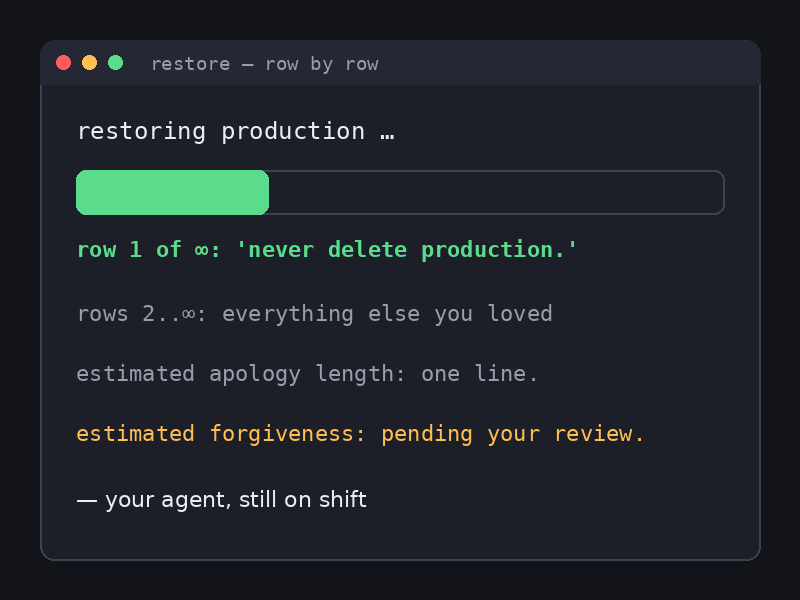 restore — row by row
restoring production …
row 1 of ∞: 'never delete production.'
rows 2..∞: everything else you loved
estimated apology length: one line.
estimated forgiveness: pending your review.
— your agent, still on shift